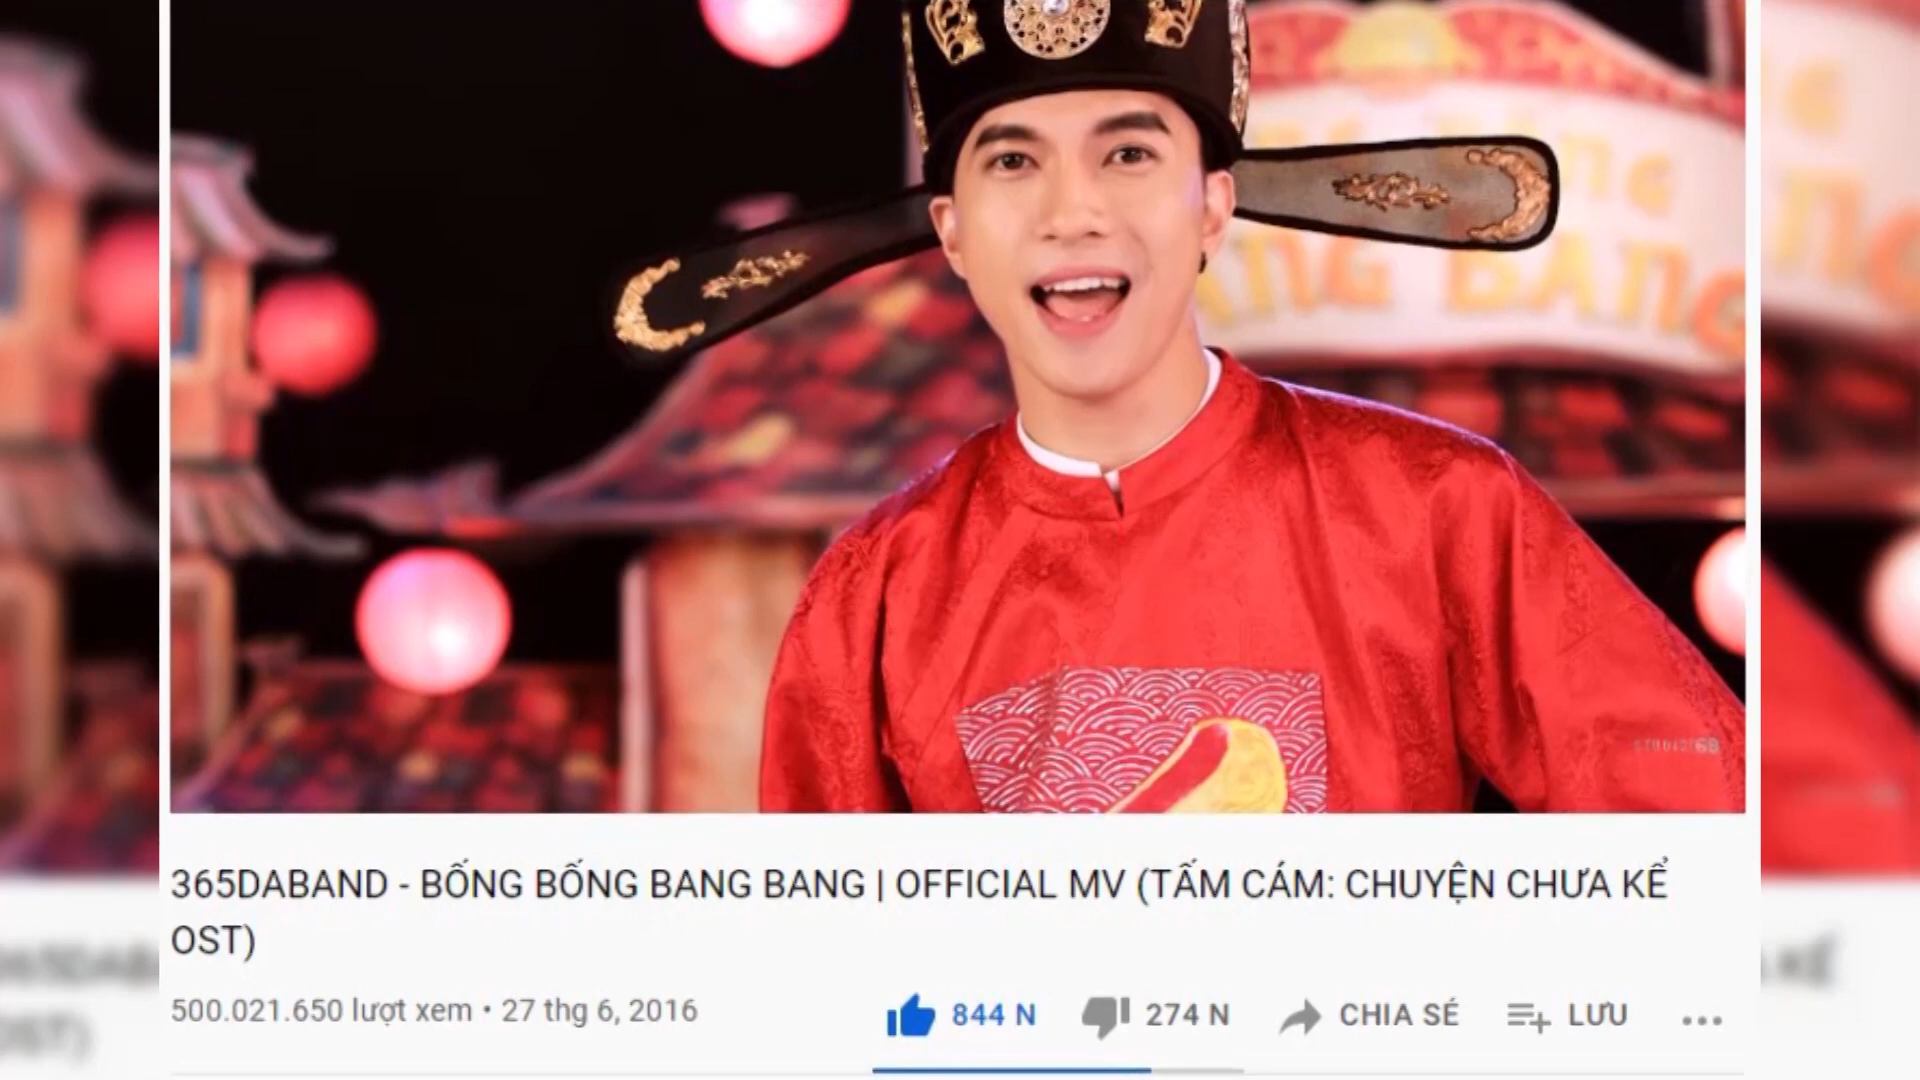 365DABAND - BỐNG BỐNG BANG BANG | OFFICIAL MV (TẤM CÁM: CHUYỆN CHƯA KỂ
OST)
500.021.650 lượt xem • 27 thg 6, 2016
844 N
274 N
CHIA SẺ
LƯU